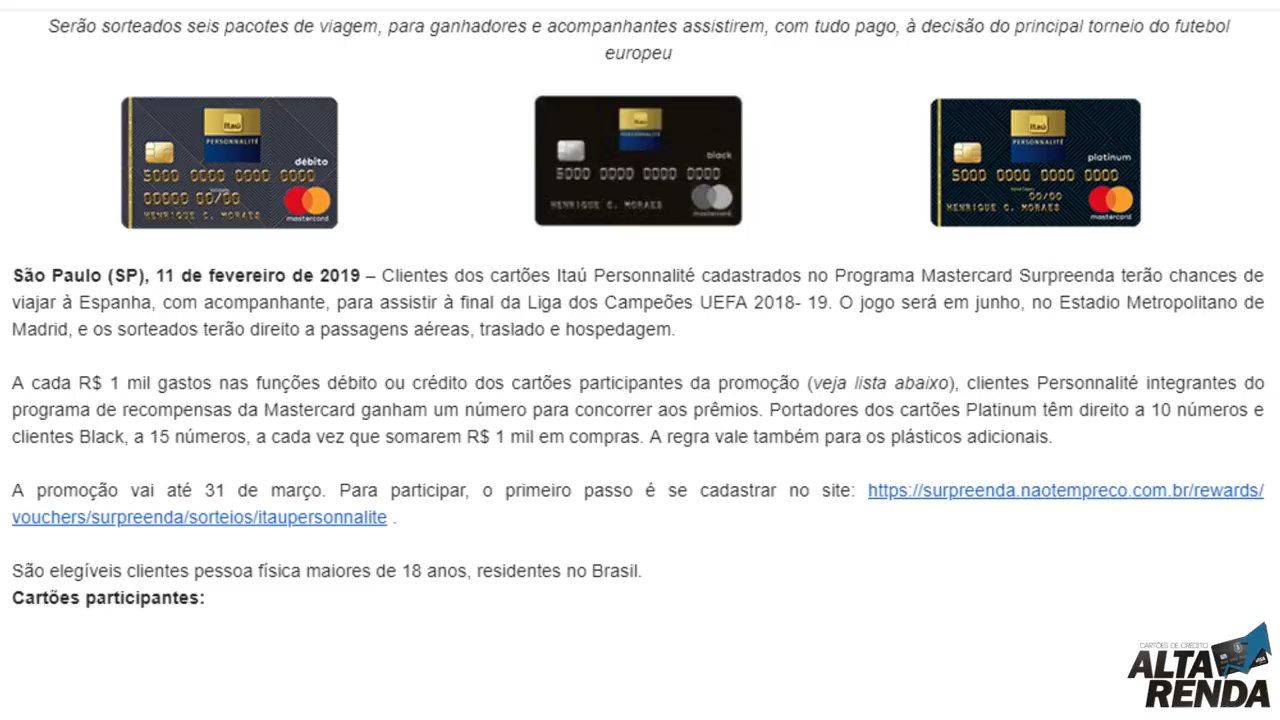 Serão sorteados seis pacotes de viagem, para ganhadores e acompanhantes assistirem, com tudo pago, à decisão do principal torneio do futebol
europeu
Itaú
PERSONNALITÉ
débito
5000 0000 0000 0000
00000 00/00
HENRIQUE C. MORAES
mastercard
Itaú
PERSONNALITÉ
black
5000 0000 0000 0000
HENRIQUE C. MORAES
mastercard
Itaú
PERSONNALITÉ
platinum
5000 0000 0000 0000
00/00
HENRIQUE C. MORAES
mastercard
São Paulo (SP), 11 de fevereiro de 2019 – Clientes dos cartões Itaú Personnalité cadastrados no Programa Mastercard Surpreenda terão chances de
viajar à Espanha, com acompanhante, para assistir à final da Liga dos Campeões UEFA 2018- 19. O jogo será em junho, no Estadio Metropolitano de
Madrid, e os sorteados terão direito a passagens aéreas, traslado e hospedagem.
A cada R$ 1 mil gastos nas funções débito ou crédito dos cartões participantes da promoção (veja lista abaixo), clientes Personnalité integrantes do
programa de recompensas da Mastercard ganham um número para concorrer aos prêmios. Portadores dos cartões Platinum têm direito a 10 números e
clientes Black, a 15 números, a cada vez que somarem R$ 1 mil em compras. A regra vale também para os plásticos adicionais.
A promoção vai até 31 de março. Para participar, o primeiro passo é se cadastrar no site: https://surpreenda.naotempreco.com.br/rewards/
vouchers/surpreenda/sorteios/itaupersonnalite .
São elegíveis clientes pessoa física maiores de 18 anos, residentes no Brasil.
Cartões participantes:
CARTÕES DE CRÉDITO
ALTA
RENDA